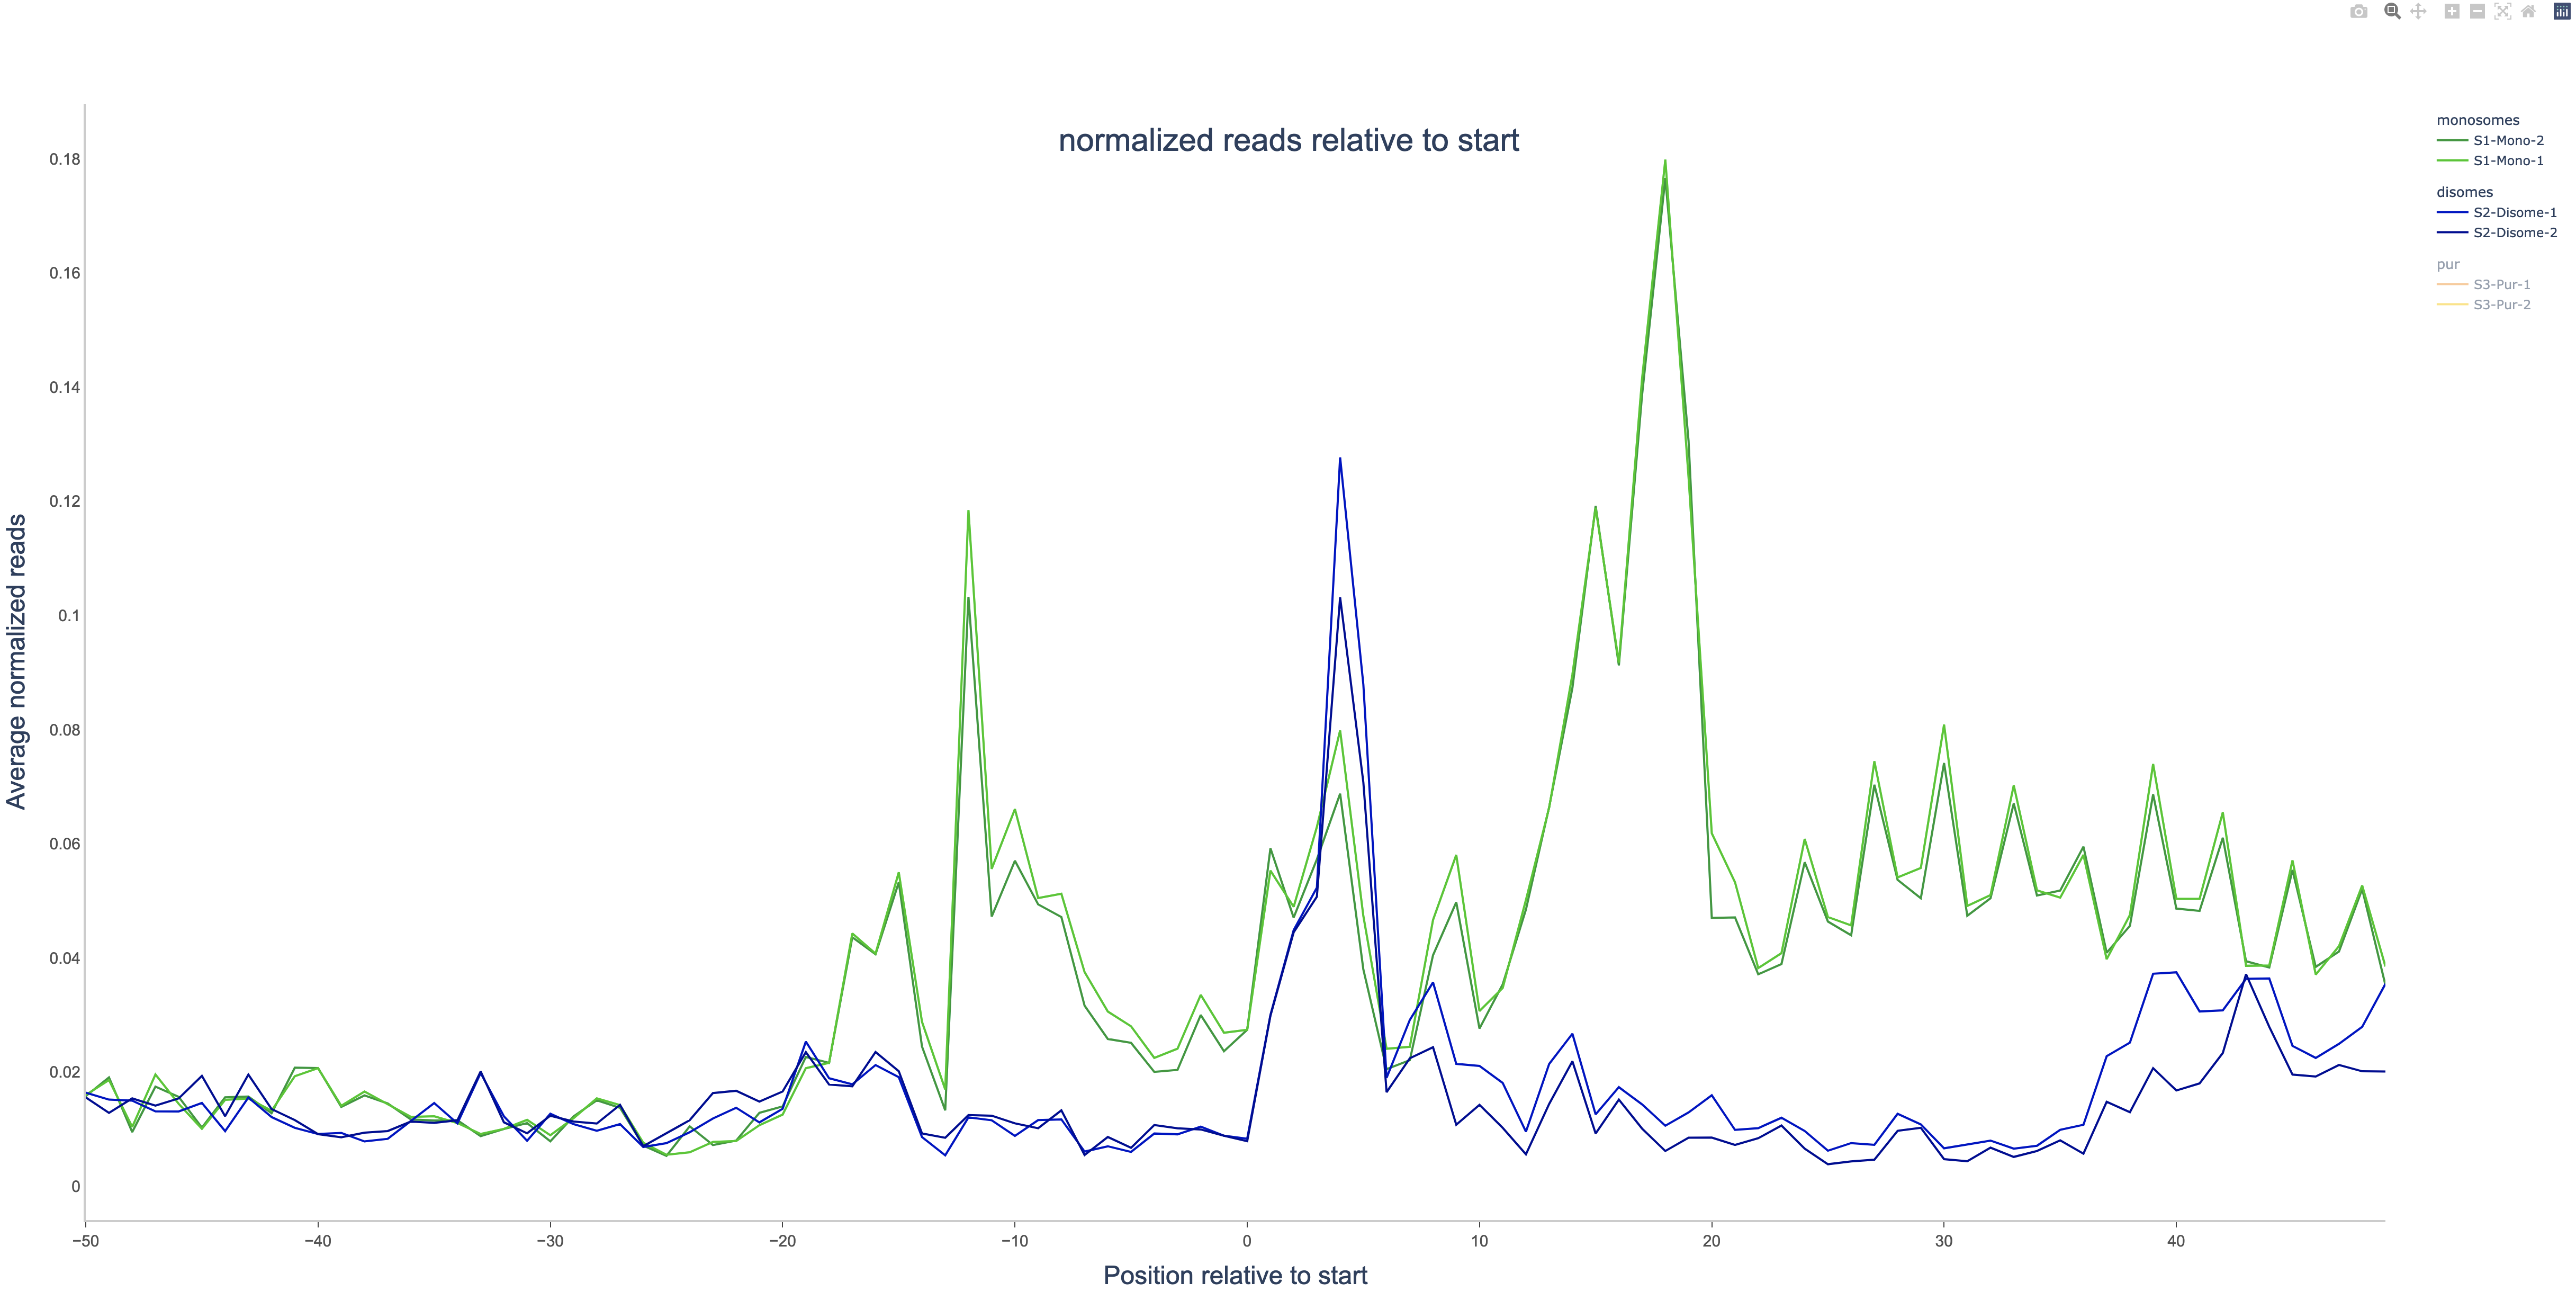 normalized reads relative to start
Average normalized reads
0.18
0.16
0.14
0.12
0.1
0.08
0.06
0.04
0.02
0
−50
−40
−30
−20
−10
0
10
20
30
40
Position relative to start
monosomes
S1-Mono-2
S1-Mono-1
disomes
S2-Disome-1
S2-Disome-2
pur
S3-Pur-1
S3-Pur-2